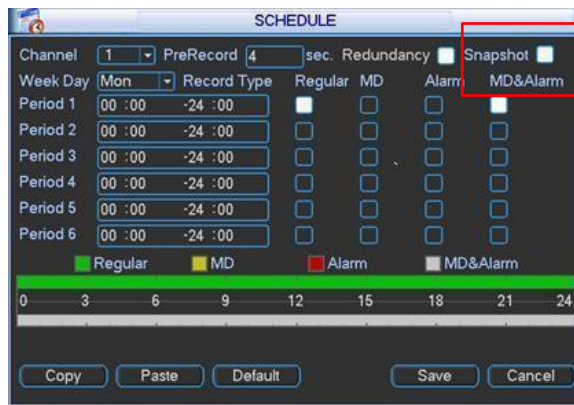 SCHEDULE
Channel 1 PreRecord 4 sec. Redundancy Snapshot
Week Day Mon Record Type Regular MD Alarm MD&Alarm
Period 1 00 :00 -24 :00
Period 2 00 :00 -24 :00
Period 3 00 :00 -24 :00
Period 4 00 :00 -24 :00
Period 5 00 :00 -24 :00
Period 6 00 :00 -24 :00
Regular MD Alarm MD&Alarm
0 3 6 9 12 15 18 21 24
Copy Paste Default Save Cancel